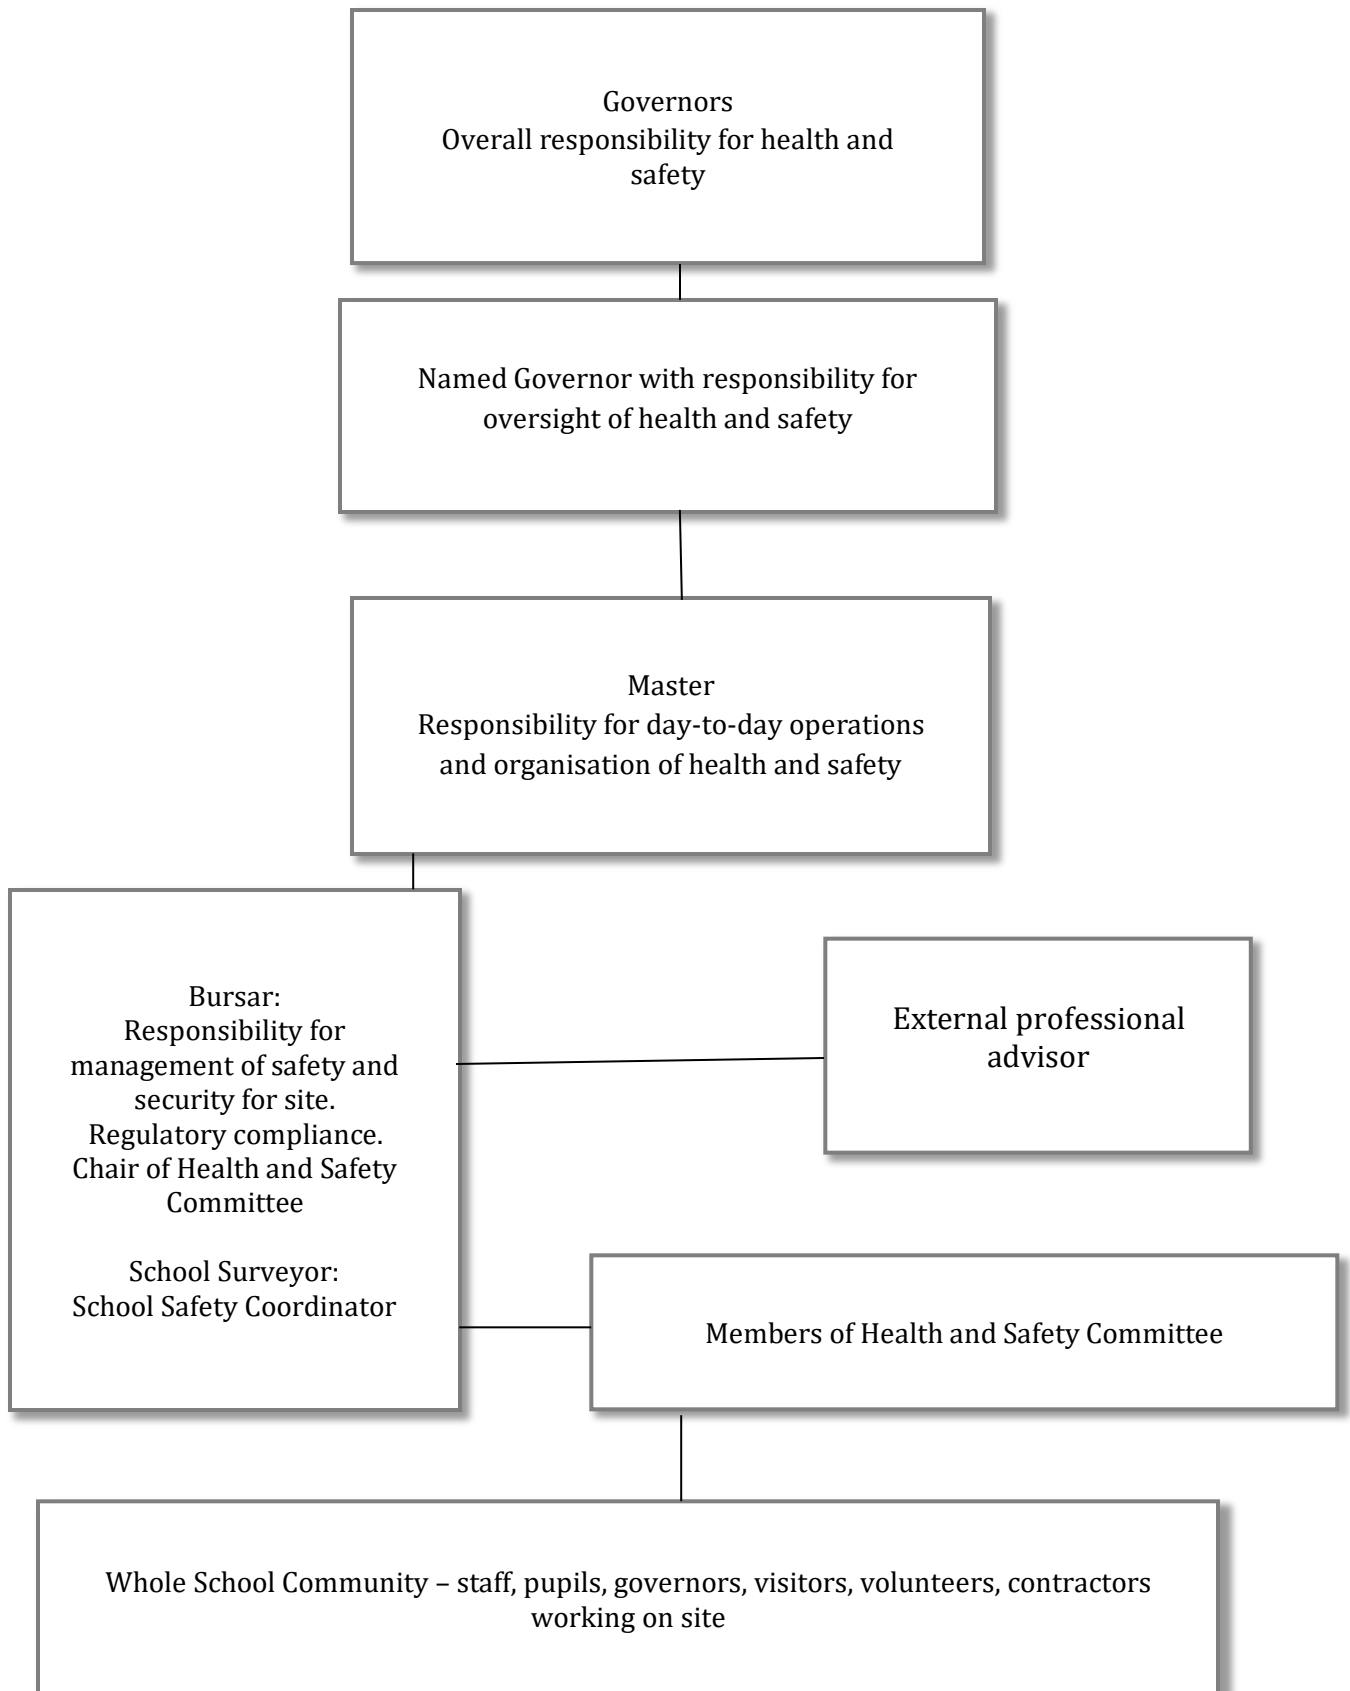 Governors
Overall responsibility for health and
safety
Named Governor with responsibility for
oversight of health and safety
Master
Responsibility for day-to-day operations
and organisation of health and safety
Bursar:
Responsibility for
management of safety and
security for site.
Regulatory compliance.
Chair of Health and Safety
Committee
School Surveyor:
School Safety Coordinator
External professional
advisor
Members of Health and Safety Committee
Whole School Community – staff, pupils, governors, visitors, volunteers, contractors
working on site